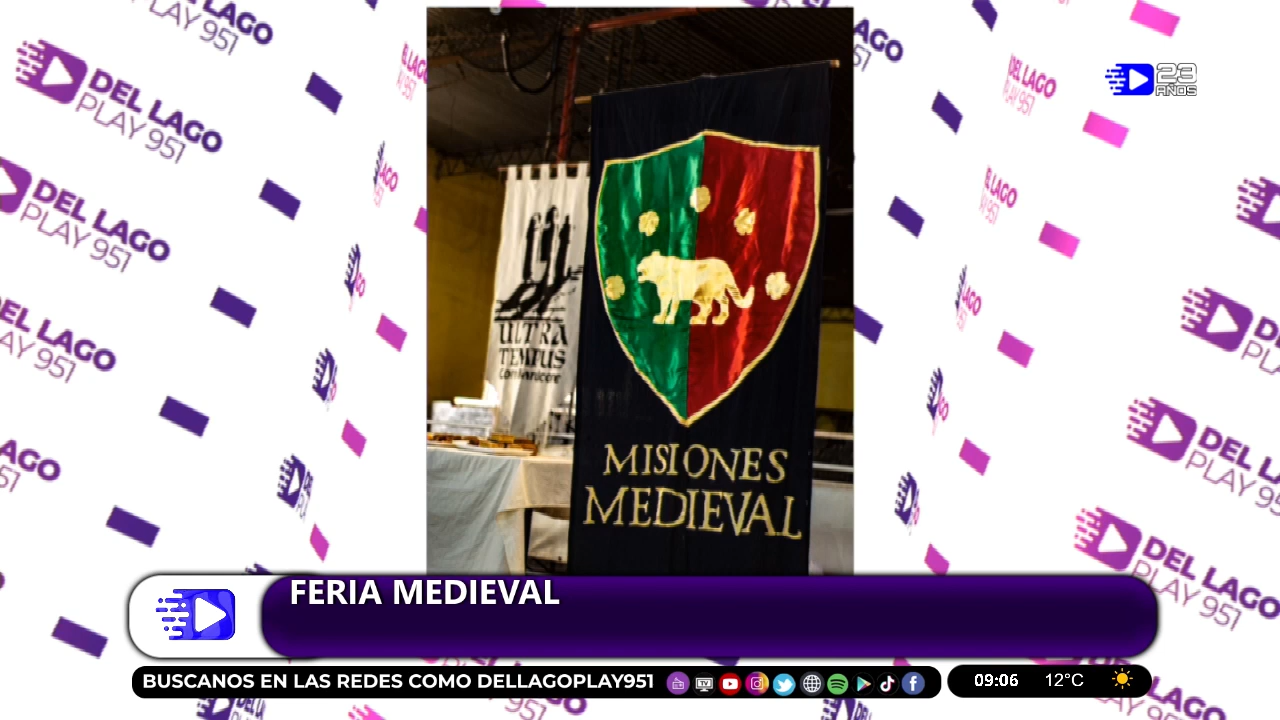 DEL LAGO
PLAY 951
23
AÑOS
ULTRA
TEMPUS
MISIONES
MEDIEVAL
FERIA MEDIEVAL
BUSCANOS EN LAS REDES COMO DELLAGOPLAY951
09:06 12°C